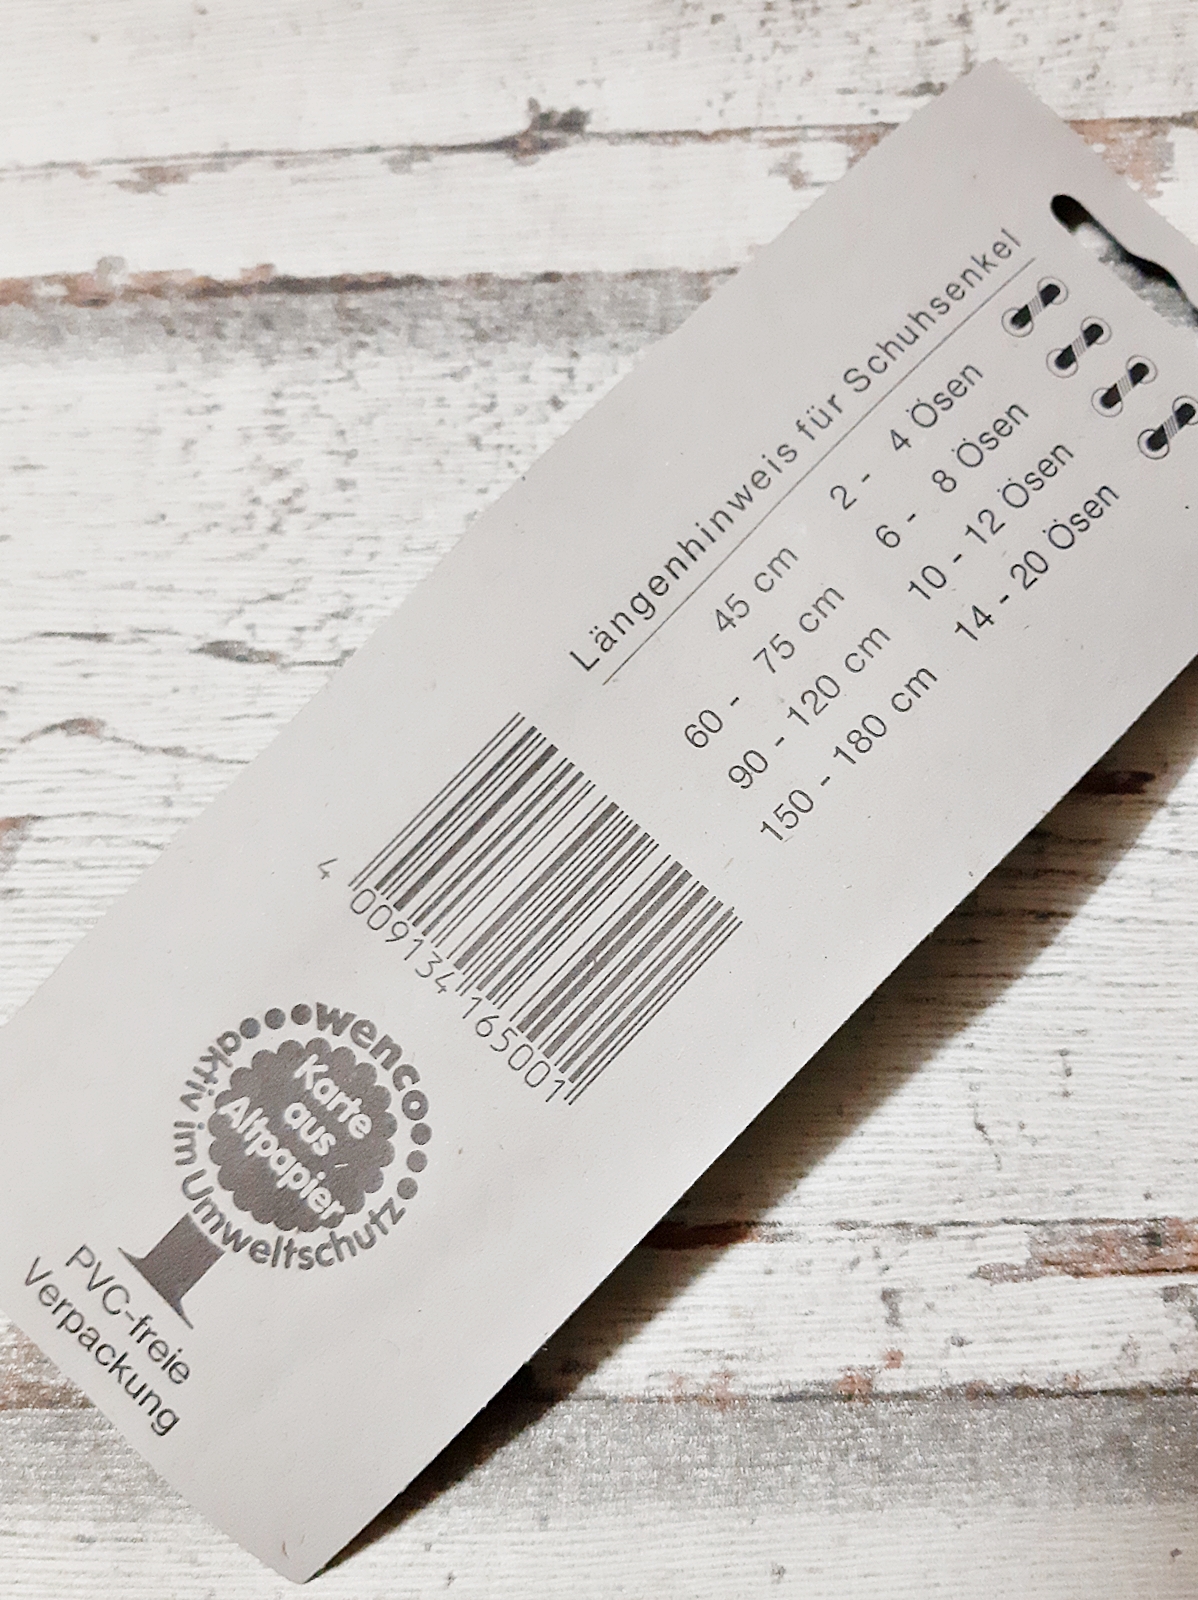 Längenhinweis für Schuhsenkel
45 cm 2 - 4 Ösen
60 - 75 cm 6 - 8 Ösen
90 - 120 cm 10 - 12 Ösen
150 - 180 cm 14 - 20 Ösen
4 009134 165001
wenco
aktiv im Umweltschutz
Karte
aus
Altpapier
PVC-freie
Verpackung